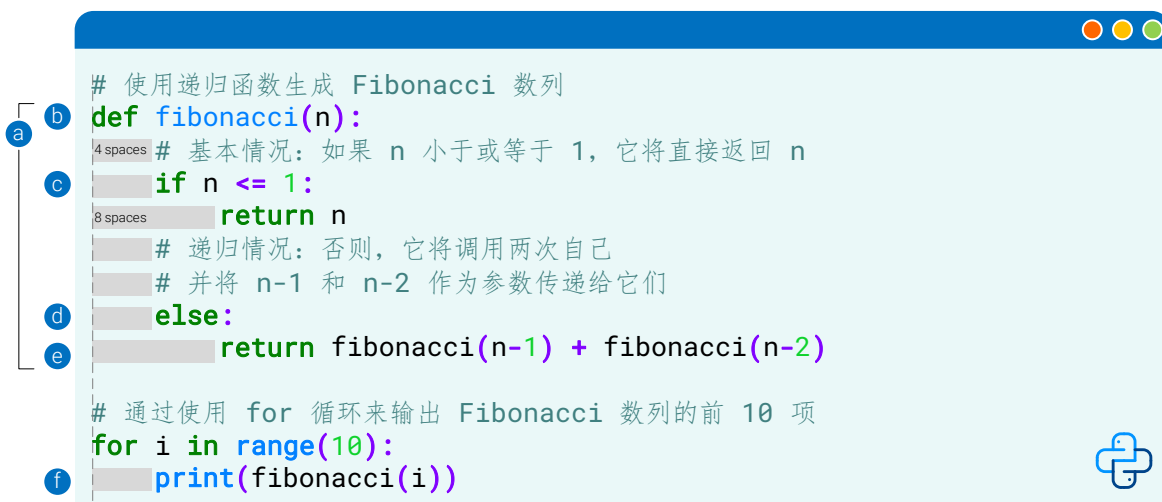 # 使用递归函数生成 Fibonacci 数列
a
b def fibonacci(n):
4 spaces # 基本情况: 如果 n 小于或等于 1, 它将直接返回 n
c if n <= 1:
8 spaces return n
# 递归情况: 否则, 它将调用两次自己
# 并将 n-1 和 n-2 作为参数传递给它们
d else:
e return fibonacci(n-1) + fibonacci(n-2)
# 通过使用 for 循环来输出 Fibonacci 数列的前 10 项
for i in range(10):
f print(fibonacci(i))